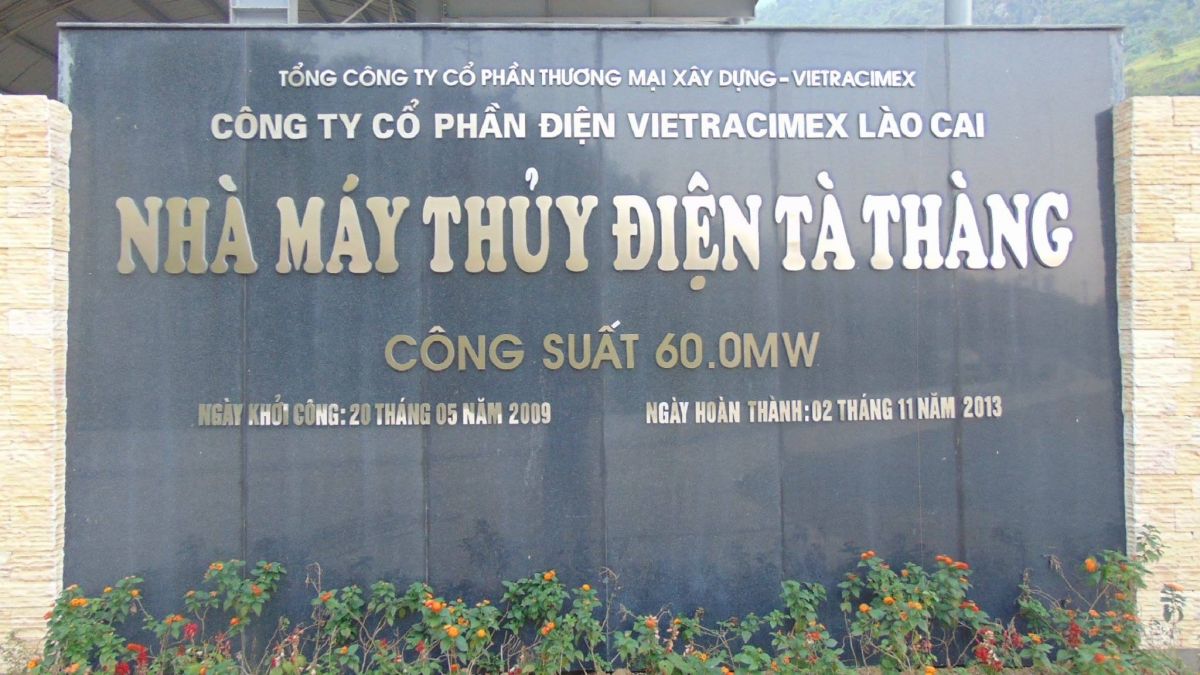 TỔNG CÔNG TY CỔ PHẦN THƯƠNG MẠI XÂY DỰNG - VIETRACIMEX
CÔNG TY CỔ PHẦN ĐIỆN VIETRACIMEX LÀO CAI
NHÀ MÁY THỦY ĐIỆN TÀ THÀNG
CÔNG SUẤT 60.0MW
NGÀY KHỞI CÔNG: 20 THÁNG 05 NĂM 2009 NGÀY HOÀN THÀNH: 02 THÁNG 11 NĂM 2013